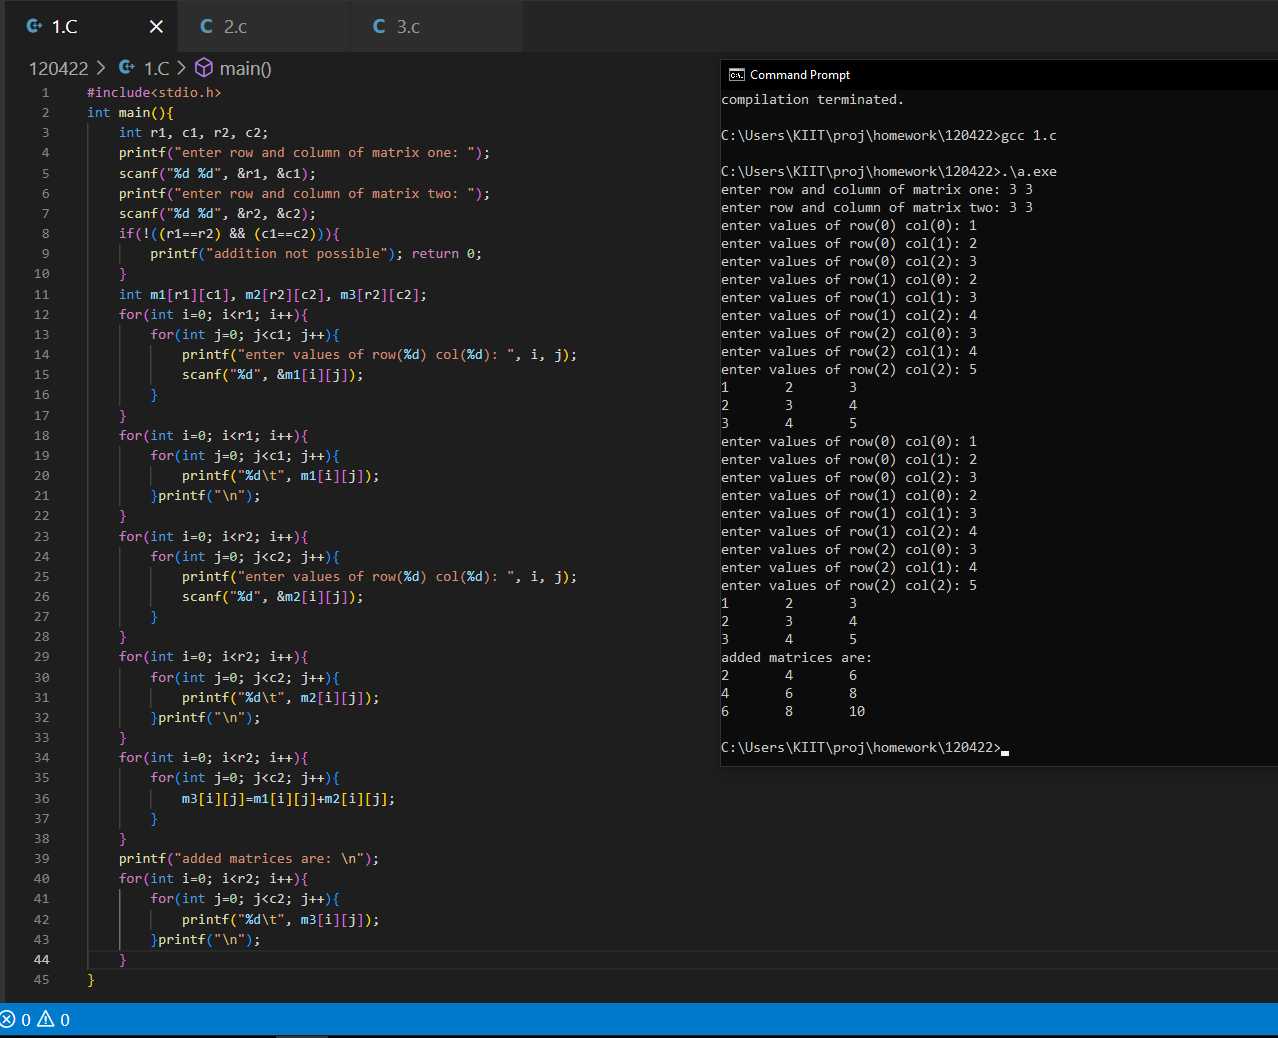 1.C
2.c
3.c
120422 > 1.C > main()
1 #include<stdio.h>
2 int main(){
3 int r1, c1, r2, c2;
4 printf("enter row and column of matrix one: ");
5 scanf("%d %d", &r1, &c1);
6 printf("enter row and column of matrix two: ");
7 scanf("%d %d", &r2, &c2);
8 if(!((r1==r2) && (c1==c2))){
9 printf("addition not possible"); return 0;
10 }
11 int m1[r1][c1], m2[r2][c2], m3[r2][c2];
12 for(int i=0; i<r1; i++){
13 for(int j=0; j<c1; j++){
14 printf("enter values of row(%d) col(%d): ", i, j);
15 scanf("%d", &m1[i][j]);
16 }
17 }
18 for(int i=0; i<r1; i++){
19 for(int j=0; j<c1; j++){
20 printf("%d\t", m1[i][j]);
21 }printf("\n");
22 }
23 for(int i=0; i<r2; i++){
24 for(int j=0; j<c2; j++){
25 printf("enter values of row(%d) col(%d): ", i, j);
26 scanf("%d", &m2[i][j]);
27 }
28 }
29 for(int i=0; i<r2; i++){
30 for(int j=0; j<c2; j++){
31 printf("%d\t", m2[i][j]);
32 }printf("\n");
33 }
34 for(int i=0; i<r2; i++){
35 for(int j=0; j<c2; j++){
36 m3[i][j]=m1[i][j]+m2[i][j];
37 }
38 }
39 printf("added matrices are: \n");
40 for(int i=0; i<r2; i++){
41 for(int j=0; j<c2; j++){
42 printf("%d\t", m3[i][j]);
43 }printf("\n");
44 }
45 }
Command Prompt
compilation terminated.
C:\Users\KIIT\proj\homework\120422>gcc 1.c
C:\Users\KIIT\proj\homework\120422>.\a.exe
enter row and column of matrix one: 3 3
enter row and column of matrix two: 3 3
enter values of row(0) col(0): 1
enter values of row(0) col(1): 2
enter values of row(0) col(2): 3
enter values of row(1) col(0): 2
enter values of row(1) col(1): 3
enter values of row(1) col(2): 4
enter values of row(2) col(0): 3
enter values of row(2) col(1): 4
enter values of row(2) col(2): 5
1 2 3
2 3 4
3 4 5
enter values of row(0) col(0): 1
enter values of row(0) col(1): 2
enter values of row(0) col(2): 3
enter values of row(1) col(0): 2
enter values of row(1) col(1): 3
enter values of row(1) col(2): 4
enter values of row(2) col(0): 3
enter values of row(2) col(1): 4
enter values of row(2) col(2): 5
1 2 3
2 3 4
3 4 5
added matrices are:
2 4 6
4 6 8
6 8 10
C:\Users\KIIT\proj\homework\120422>
0 0